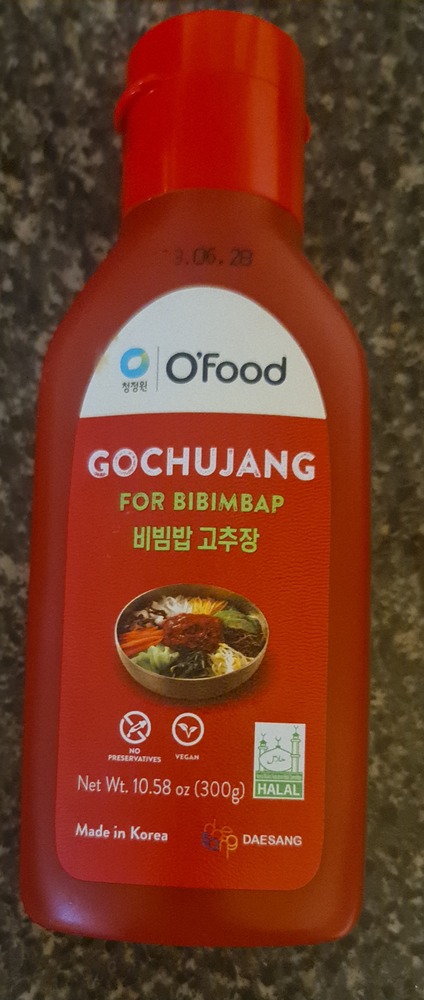 3.06.28
청정원
O'Food
GOCHUJANG
FOR BIBIMBAP
비빔밥 고추장
NO
PRESERVATIVES
VEGAN
Net Wt. 10.58 oz (300g)
HALAL
Made in Korea
DAESANG